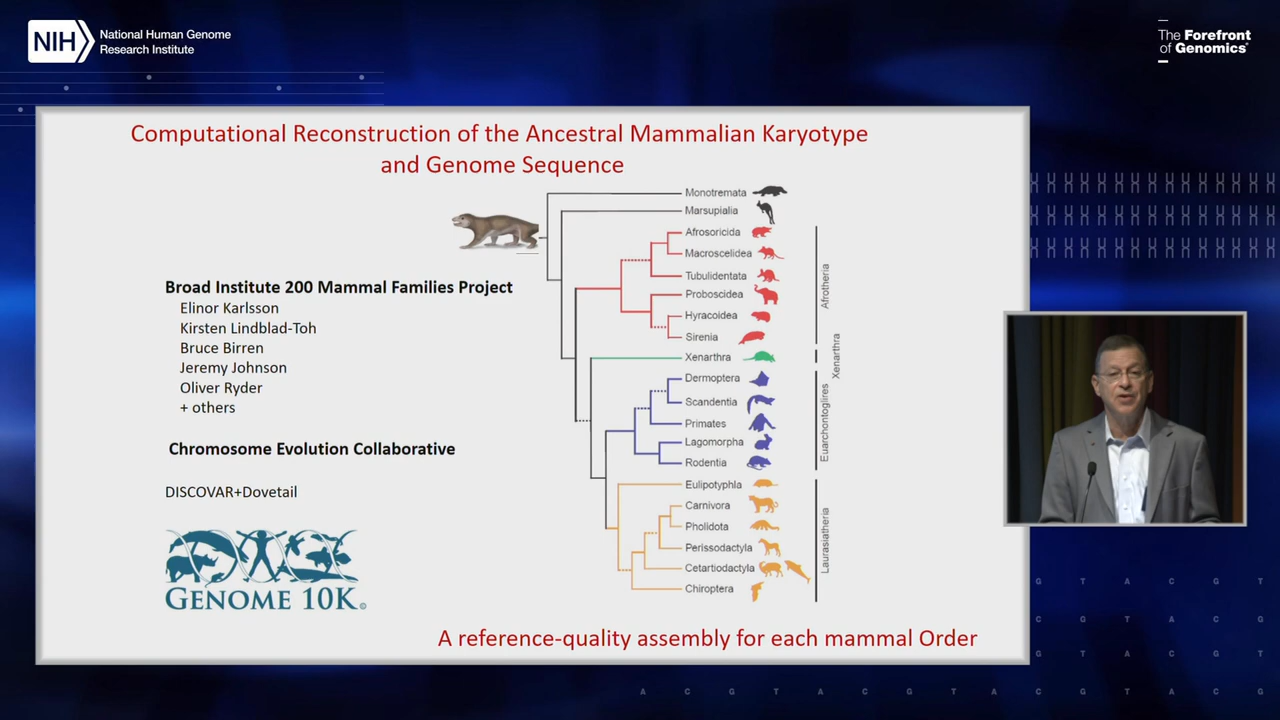 NIH
National Human Genome
Research Institute
The Forefront
of Genomics®
Computational Reconstruction of the Ancestral Mammalian Karyotype
and Genome Sequence
Broad Institute 200 Mammal Families Project
Elinor Karlsson
Kirsten Lindblad-Toh
Bruce Birren
Jeremy Johnson
Oliver Ryder
+ others
Chromosome Evolution Collaborative
DISCOVAR+Dovetail
GENOME 10K©
Monotremata
Marsupialia
Afrosoricida
Macroscelidea
Tubulidentata
Proboscidea
Hyracoidea
Sirenia
Xenarthra
Dermoptera
Scandentia
Primates
Lagomorpha
Rodentia
Eulipotyphla
Carnivora
Pholidota
Perissodactyla
Cetartiodactyla
Chiroptera
Afrotheria
Xenarthra
Euarchontoglires
Laurasiatheria
A reference-quality assembly for each mammal Order
G T A C G T
C G T A C G
G T A C G T
A C G T A C G T A C G T A C G